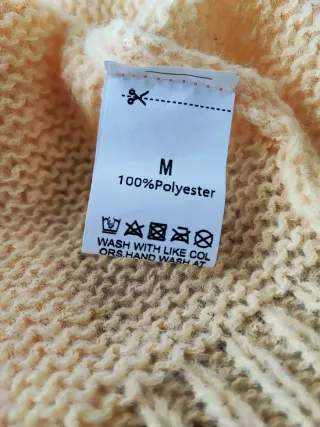 M
100%Polyester
WASH WITH LIKE COL
ORS.HAND WASH AT